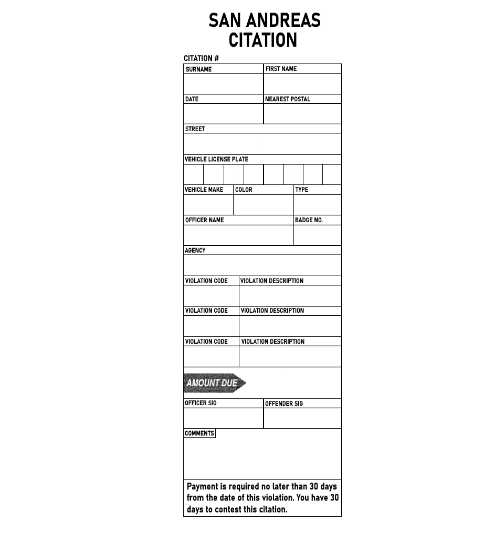 SAN ANDREAS
CITATION
CITATION #
SURNAME FIRST NAME
DATE NEAREST POSTAL
STREET
VEHICLE LICENSE PLATE
VEHICLE MAKE COLOR TYPE
OFFICER NAME BADGE NO.
AGENCY
VIOLATION CODE VIOLATION DESCRIPTION
VIOLATION CODE VIOLATION DESCRIPTION
VIOLATION CODE VIOLATION DESCRIPTION
AMOUNT DUE
OFFICER SIG OFFENDER SIG
COMMENTS
Payment is required no later than 30 days
from the date of this violation. You have 30
days to contest this citation.